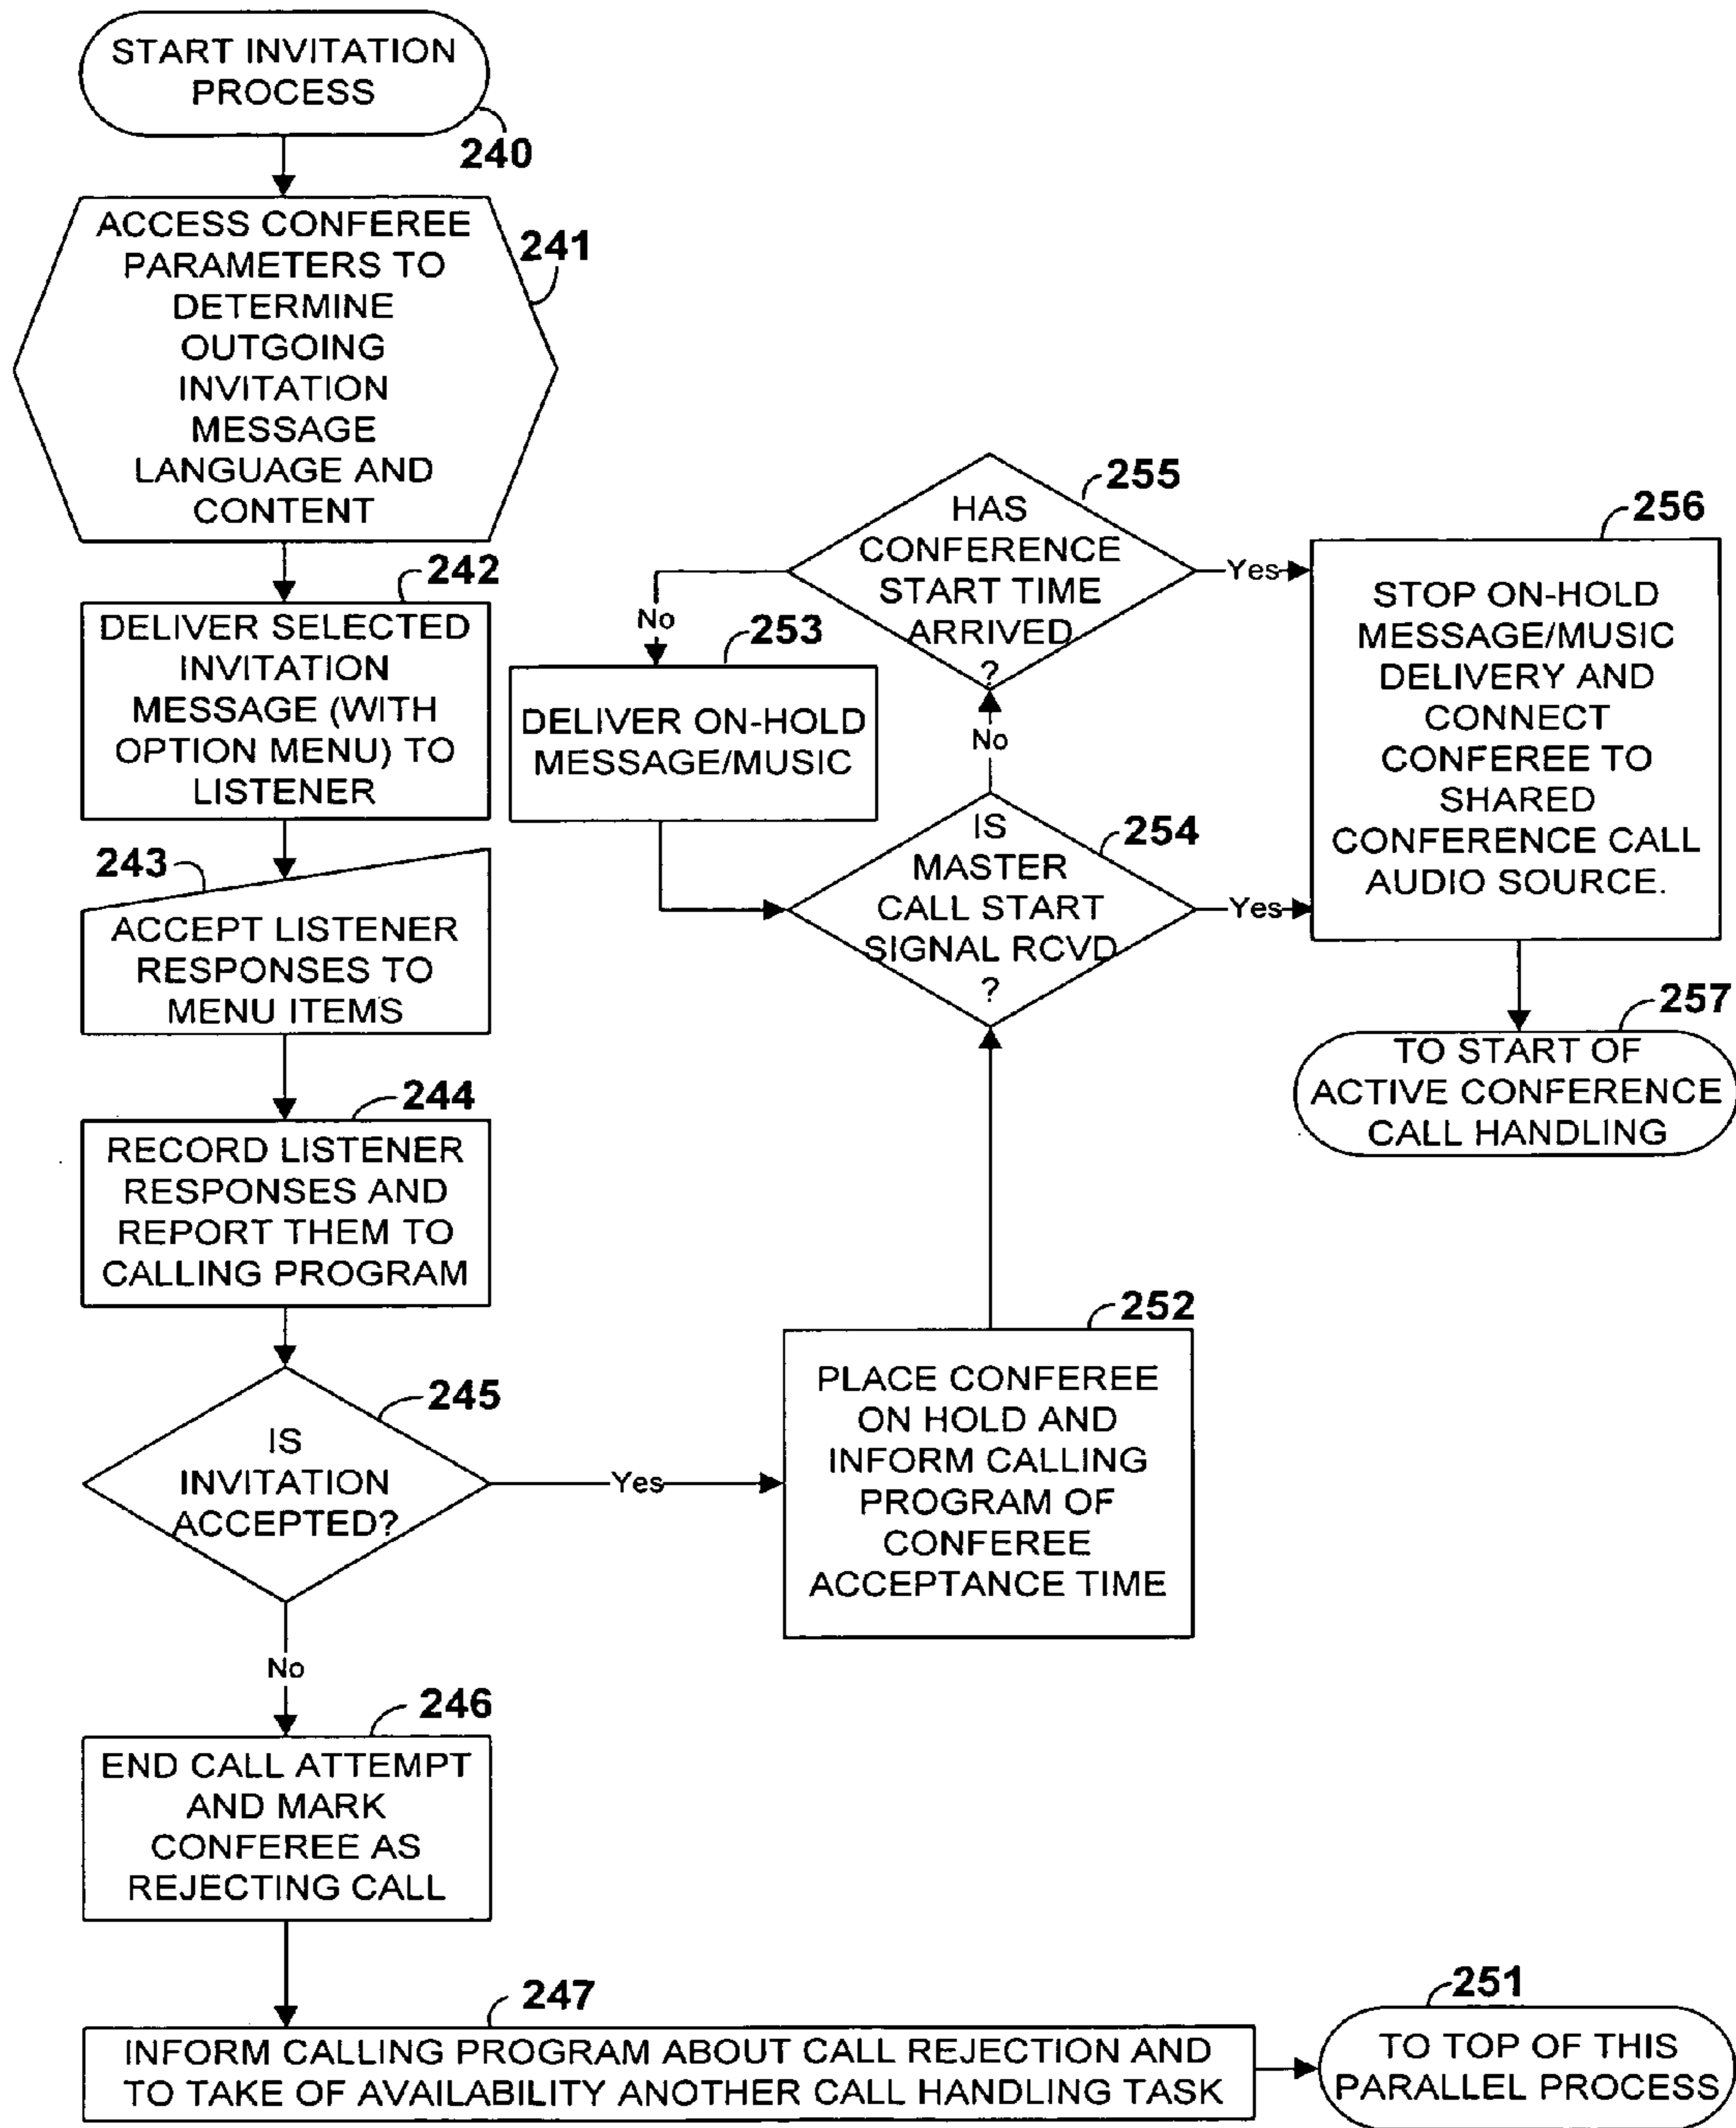 START INVITATION
PROCESS
240
ACCESS CONFEREE
PARAMETERS TO
DETERMINE
OUTGOING
INVITATION
MESSAGE
LANGUAGE AND
CONTENT
241
242
DELIVER SELECTED
INVITATION
MESSAGE (WITH
OPTION MENU) TO
LISTENER
243
ACCEPT LISTENER
RESPONSES TO
MENU ITEMS
244
RECORD LISTENER
RESPONSES AND
REPORT THEM TO
CALLING PROGRAM
245
IS
INVITATION
ACCEPTED?
Yes
No
246
END CALL ATTEMPT
AND MARK
CONFEREE AS
REJECTING CALL
247
INFORM CALLING PROGRAM ABOUT CALL REJECTION AND
TO TAKE OF AVAILABILITY ANOTHER CALL HANDLING TASK
251
TO TOP OF THIS
PARALLEL PROCESS
252
PLACE CONFEREE
ON HOLD AND
INFORM CALLING
PROGRAM OF
CONFEREE
ACCEPTANCE TIME
253
DELIVER ON-HOLD
MESSAGE/MUSIC
254
IS
MASTER
CALL START
SIGNAL RCVD
?
Yes
No
255
HAS
CONFERENCE
START TIME
ARRIVED
?
Yes
No
256
STOP ON-HOLD
MESSAGE/MUSIC
DELIVERY AND
CONNECT
CONFEREE TO
SHARED
CONFERENCE CALL
AUDIO SOURCE.
257
TO START OF
ACTIVE CONFERENCE
CALL HANDLING